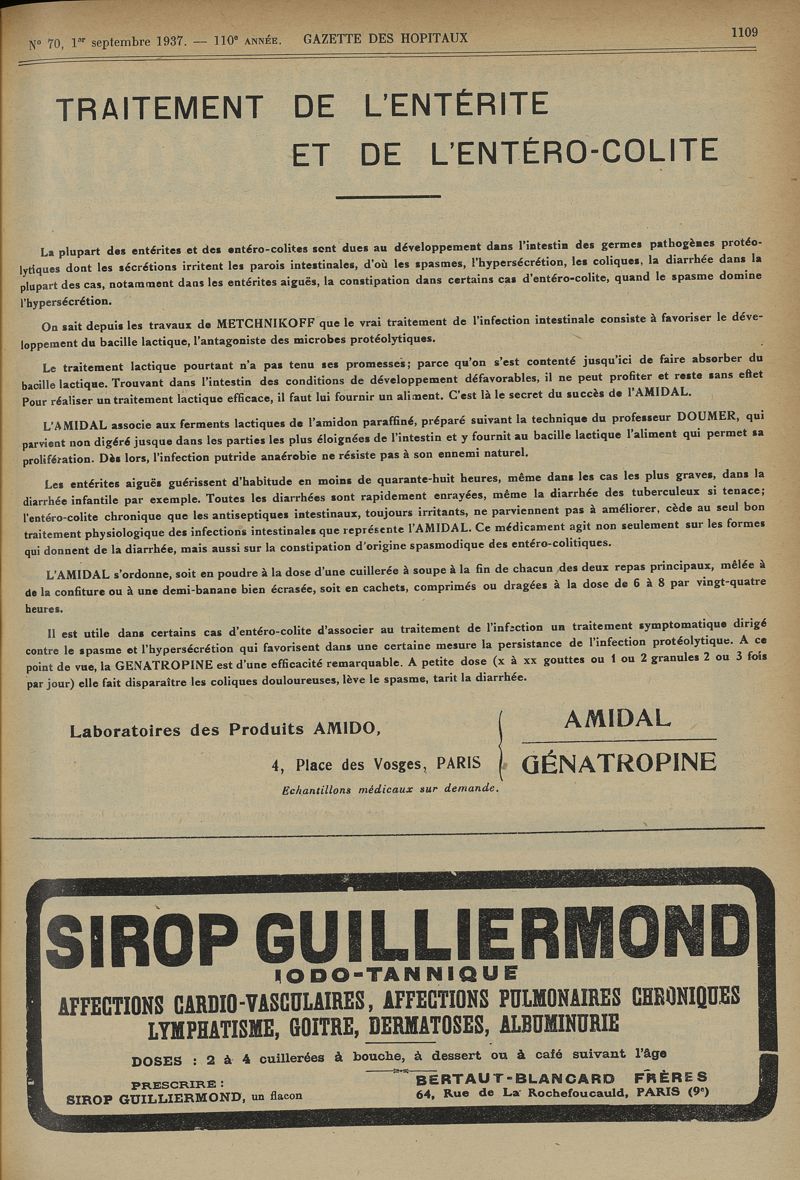 N° 70, 1er septembre 1937. — 110e ANNÉE. GAZETTE DES HOPITAUX 1109
TRAITEMENT DE L'ENTÉRITE
ET DE L'ENTÉRO-COLITE
La plupart des entérites et des entéro-colites sont dues au développement dans l'intestin des germes pathogènes protéo-
lytiques dont les sécrétions irritent les parois intestinales, d'où les spasmes, l'hypersécrétion, les coliques, la diarrhée dans la
plupart des cas, notamment dans les entérites aiguës, la constipation dans certains cas d'entéro-colite, quand le spasme domine
l'hypersécrétion.
On sait depuis les travaux de METCHNIKOFF que le vrai traitement de l'infection intestinale consiste à favoriser le déve-
loppement du bacille lactique, l'antagoniste des microbes protéolytiques.
Le traitement lactique pourtant n'a pas tenu ses promesses; parce qu'on s'est contenté jusqu'ici de faire absorber du
bacille lactique. Trouvant dans l'intestin des conditions de développement défavorables, il ne peut profiter et reste sans effet
Pour réaliser un traitement lactique efficace, il faut lui fournir un aliment. C'est là le secret du succès de l'AMIDAL.
L'AMIDAL associe aux ferments lactiques de l'amidon paraffiné, préparé suivant la technique du professeur DOUMER, qui
parvient non digéré jusque dans les parties les plus éloignées de l'intestin et y fournit au bacille lactique l'aliment qui permet sa
prolifération. Dès lors, l'infection putride anaérobie ne résiste pas à son ennemi naturel.
Les entérites aiguës guérissent d'habitude en moins de quarante-huit heures, même dans les cas les plus graves, dans la
diarrhée infantile par exemple. Toutes les diarrhées sont rapidement enrayées, même la diarrhée des tuberculeux si tenace;
l'entéro-colite chronique que les antiseptiques intestinaux, toujours irritants, ne parviennent pas à améliorer, cède au seul bon
traitement physiologique des infections intestinales que représente l'AMIDAL. Ce médicament agit non seulement sur les formes
qui donnent de la diarrhée, mais aussi sur la constipation d'origine spasmodique des entéro-colitiques.
L'AMIDAL s'ordonne, soit en poudre à la dose d'une cuillerée à soupe à la fin de chacun des deux repas principaux, mêlée à
de la confiture ou à une demi-banane bien écrasée, soit en cachets, comprimés ou dragées à la dose de 6 à 8 par vingt-quatre
heures.
Il est utile dans certains cas d'entéro-colite d'associer au traitement de l'infection un traitement symptomatique dirigé
contre le spasme et l'hypersécrétion qui favorisent dans une certaine mesure la persistance de l'infection protéolytique. A ce
point de vue, la GENATROPINE est d'une efficacité remarquable. A petite dose (x à xx gouttes ou 1 ou 2 granules 2 ou 3 fois
par jour) elle fait disparaître les coliques douloureuses, lève le spasme, tarit la diarrhée.
Laboratoires des Produits AMIDO,
4, Place des Vosges, PARIS
Echantillons médicaux sur demande.
AMIDAL
GÉNATROPINE
SIROP GUILLIERMOND
IODO-TANNIQUE
AFFECTIONS CARDIO-VASCULAIRES, AFFECTIONS PULMONAIRES CHRONIQUES
LYMPHATISME, GOITRE, DERMATOSES, ALBUMINURIE
DOSES : 2 à 4 cuillerées à bouche, à dessert ou à café suivant l'âge
PRESCRIRE :
SIROP GUILLIERMOND, un flacon
BERTAUT-BLANCARD FRÈRES
64, Rue de La Rochefoucauld, PARIS (9e)